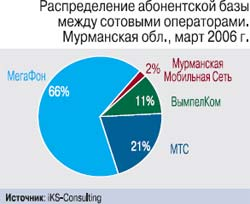 Распределение абонентской базы
между сотовыми операторами.
Мурманская обл., март 2006 г.
МегаФон
66%
2%
Мурманская
Мобильная Сеть
11%
ВымпелКом
21%
МТС
Источник: iKS-Consulting